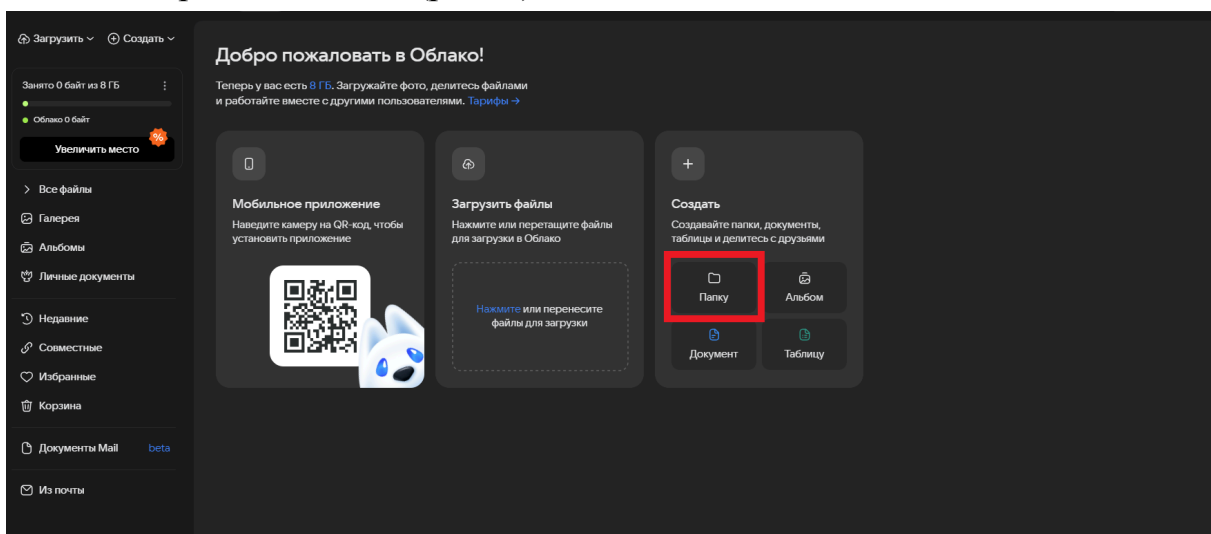 Загрузить Создать
Занято 0 байт из 8 ГБ
Облако 0 байт
%
Увеличить место
Все файлы
Галерея
Альбомы
Личные документы
Недавние
Совместные
Избранные
Корзина
Документы Mail beta
Из почты
Добро пожаловать в Облако!
Теперь у вас есть 8 ГБ. Загружайте фото, делитесь файлами
и работайте вместе с другими пользователями. Тарифы →
Мобильное приложение
Наведите камеру на QR-код, чтобы
установить приложение
Загрузить файлы
Нажмите или перетащите файлы
для загрузки в Облако
Нажмите или перенесите
файлы для загрузки
Создать
Создавайте папки, документы,
таблицы и делитесь с друзьями
Папку
Альбом
Документ
Таблицу